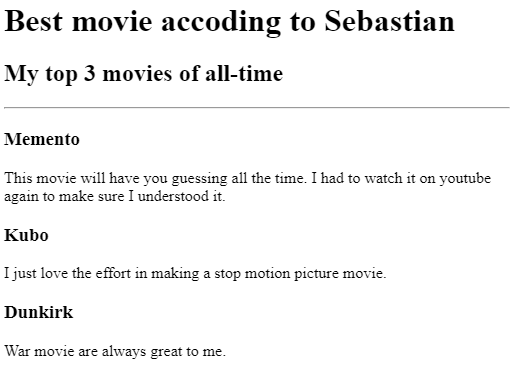 Best movie accoding to Sebastian
My top 3 movies of all-time
Memento
This movie will have you guessing all the time. I had to watch it on youtube
again to make sure I understood it.
Kubo
I just love the effort in making a stop motion picture movie.
Dunkirk
War movie are always great to me.